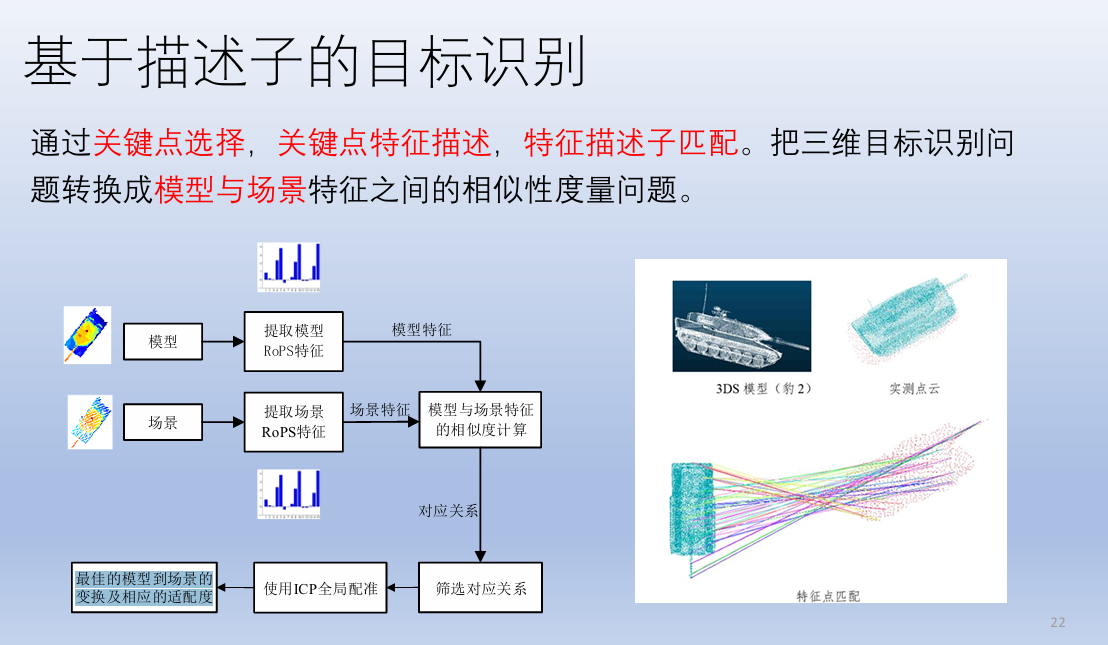 基于描述子的目标识别
通过关键点选择，关键点特征描述，特征描述子匹配。把三维目标识别问
题转换成模型与场景特征之间的相似性度量问题。
模型
提取模型
RoPS特征
模型特征
场景
提取场景
RoPS特征
场景特征
模型与场景特征
的相似度计算
对应关系
筛选对应关系
使用ICP全局配准
最佳的模型到场景的
变换及相应的适配度
3DS 模型（豹 2）
实测点云
特征点匹配
22